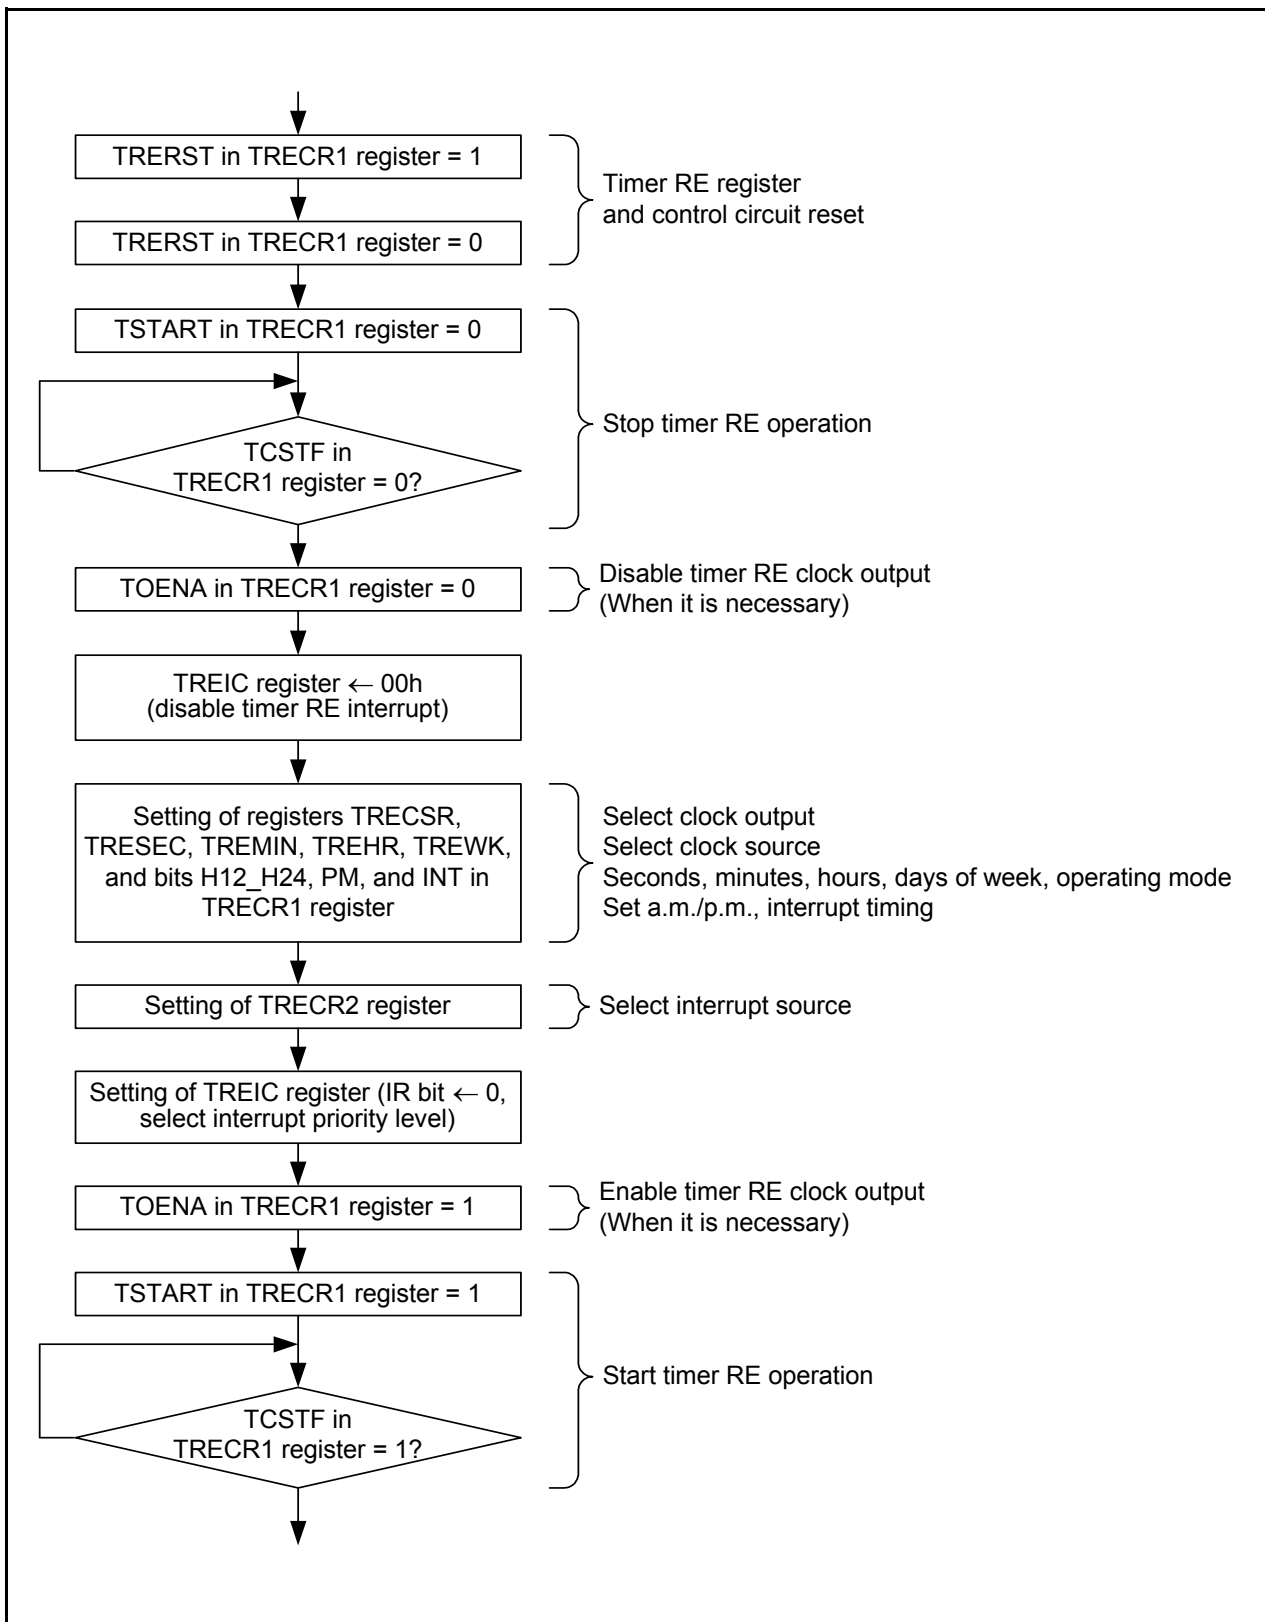 TRERST in TRECR1 register = 1
TRERST in TRECR1 register = 0
Timer RE register
and control circuit reset
TSTART in TRECR1 register = 0
TCSTF in
TRECR1 register = 0?
Stop timer RE operation
TOENA in TRECR1 register = 0
Disable timer RE clock output
(When it is necessary)
TREIC register ← 00h
(disable timer RE interrupt)
Setting of registers TRECSR,
TRESEC, TREMIN, TREHR, TREWK,
and bits H12_H24, PM, and INT in
TRECR1 register
Select clock output
Select clock source
Seconds, minutes, hours, days of week, operating mode
Set a.m./p.m., interrupt timing
Setting of TRECR2 register
Select interrupt source
Setting of TREIC register (IR bit ← 0,
select interrupt priority level)
TOENA in TRECR1 register = 1
Enable timer RE clock output
(When it is necessary)
TSTART in TRECR1 register = 1
TCSTF in
TRECR1 register = 1?
Start timer RE operation